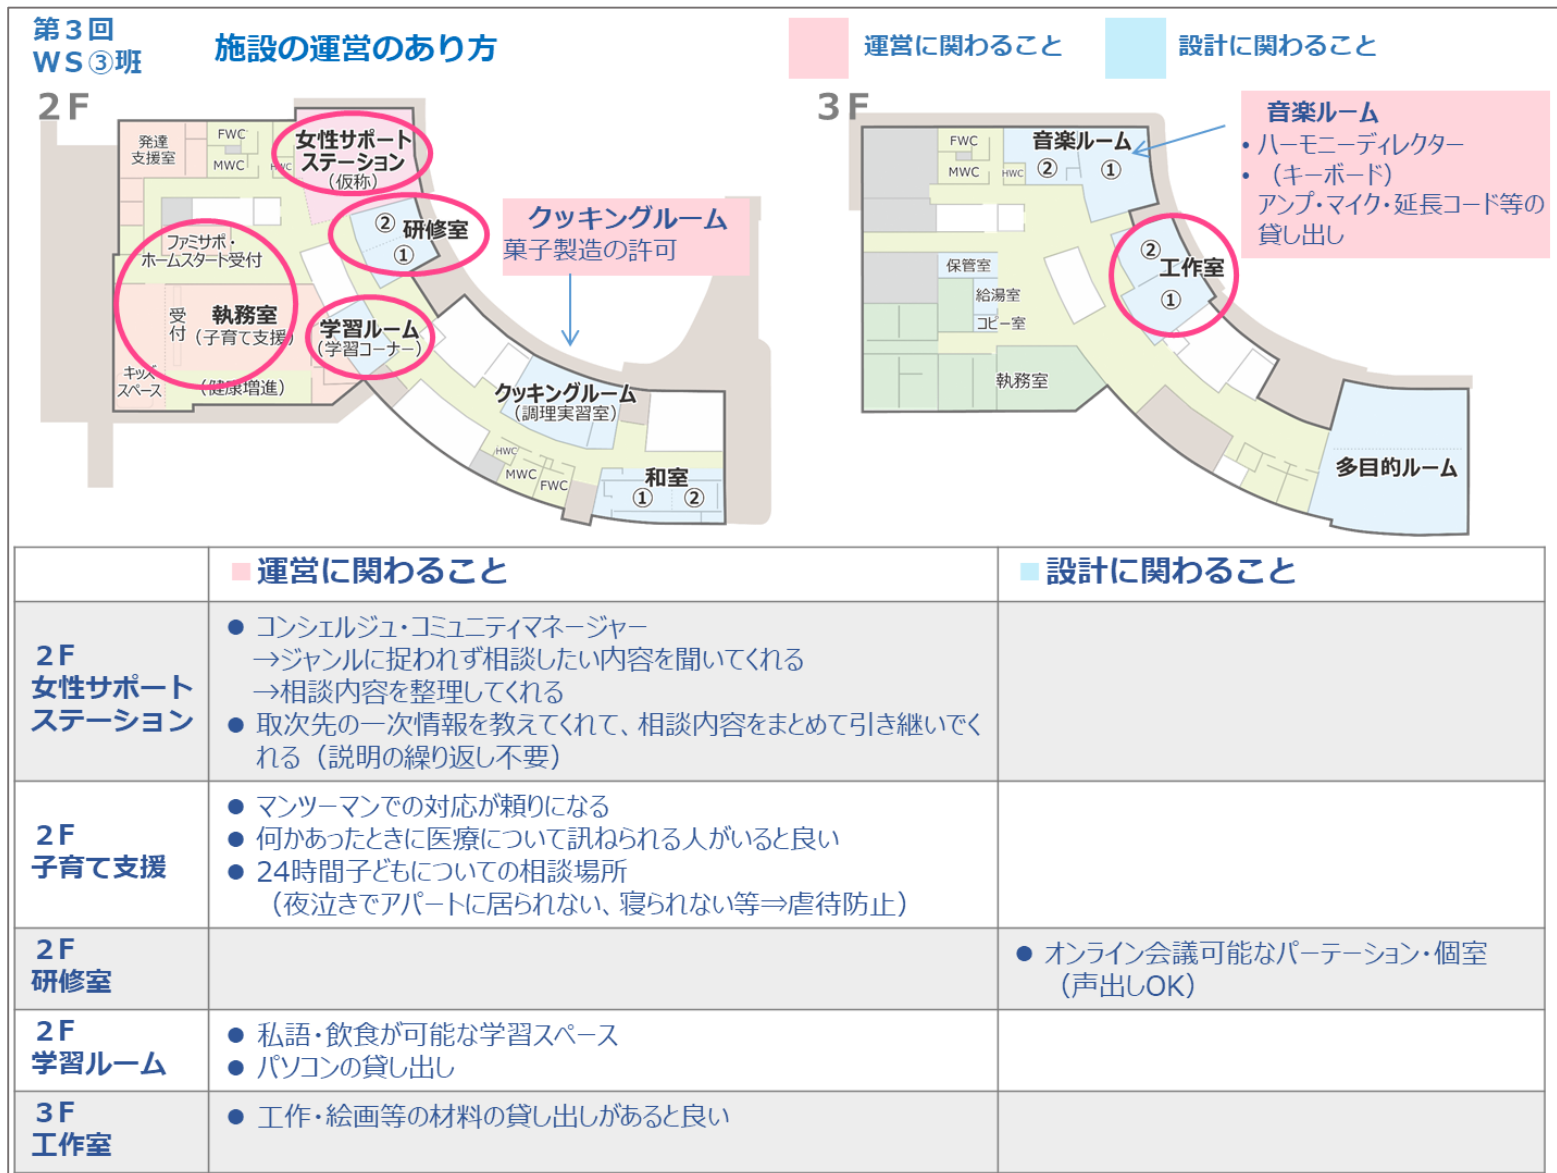 第３回
ＷＳ③班
施設の運営のあり方
運営に関わること
設計に関わること
２Ｆ
発達
支援室
FWC
MWC
HWC
女性サポート
ステーション
（仮称）
②
研修室
①
ファミサポ・
ホームスタート受付
受
付
執務室
（子育て支援）
キッズ
スペース
（健康増進）
学習ルーム
（学習コーナー）
クッキングルーム
菓子製造の許可
クッキングルーム
（調理実習室）
HWC
MWC
FWC
和室
① ②
３Ｆ
FWC
MWC
HWC
音楽ルーム
② ①
保管室
給湯室
コピー室
執務室
②
工作室
①
多目的ルーム
音楽ルーム
• ハーモニーディレクター
• （キーボード）
アンプ・マイク・延長コード等の
貸し出し
■運営に関わること
■設計に関わること
２Ｆ
女性サポート
ステーション
● コンシェルジュ・コミュニティマネージャー
→ジャンルに捉われず相談したい内容を聞いてくれる
→相談内容を整理してくれる
● 取次先の一次情報を教えてくれて、相談内容をまとめて引き継いでく
れる（説明の繰り返し不要）
２Ｆ
子育て支援
● マンツーマンでの対応が頼りになる
● 何かあったときに医療について訊ねられる人がいると良い
● 24時間子どもについての相談場所
（夜泣きでアパートに居られない、寝られない等⇒虐待防止）
２Ｆ
研修室
● オンライン会議可能なパーテーション・個室
（声出しOK）
２Ｆ
学習ルーム
● 私語・飲食が可能な学習スペース
● パソコンの貸し出し
３Ｆ
工作室
● 工作・絵画等の材料の貸し出しがあると良い